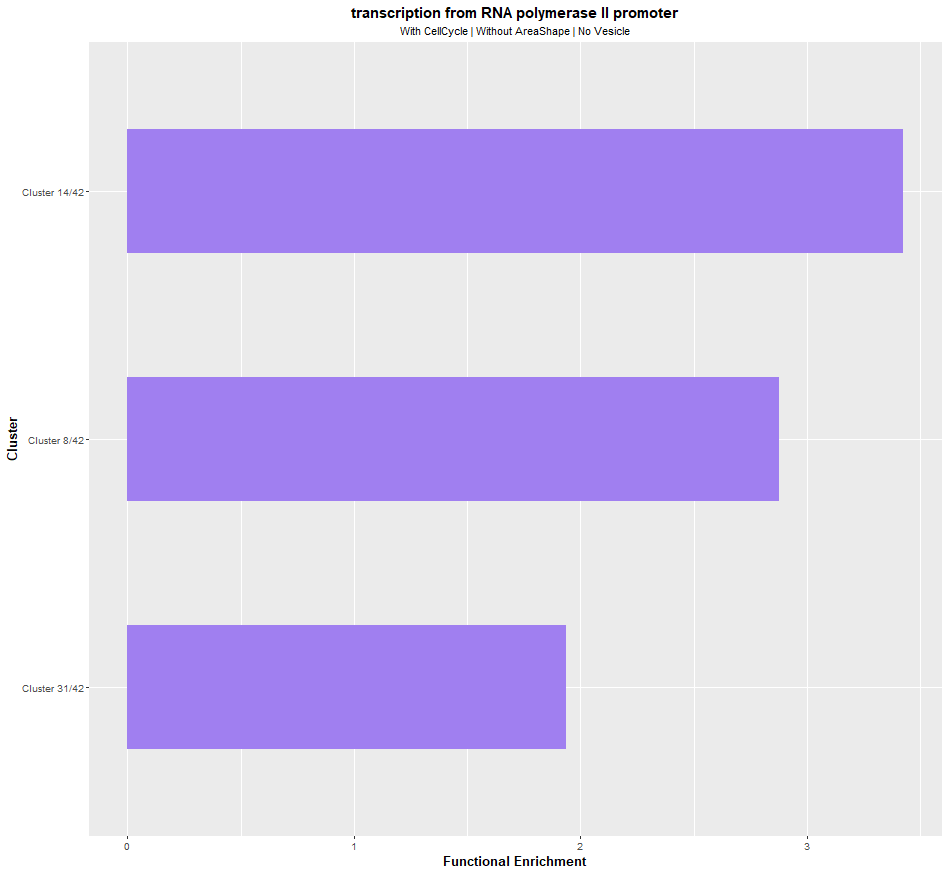 transcription from RNA polymerase II promoter
With CellCycle | Without AreaShape | No Vesicle
Cluster
Cluster 14/42
Cluster 8/42
Cluster 31/42
0 1 2 3
Functional Enrichment